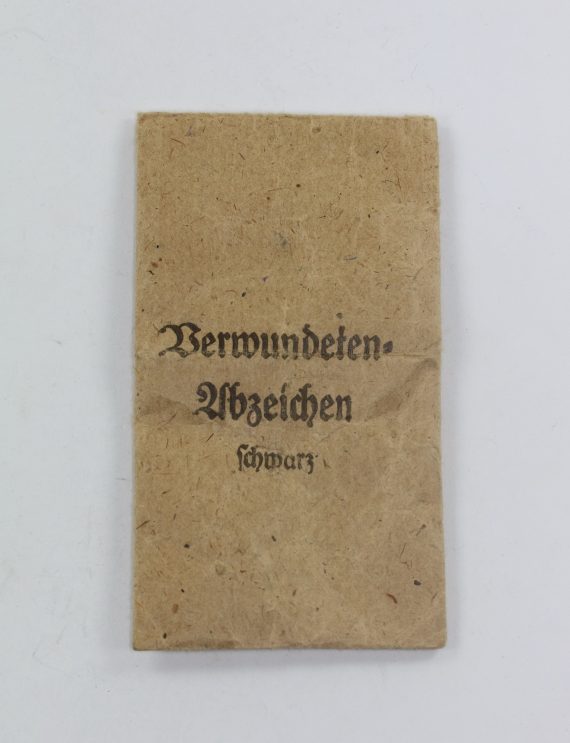 Verwundeten-
Abzeichen
schwarz